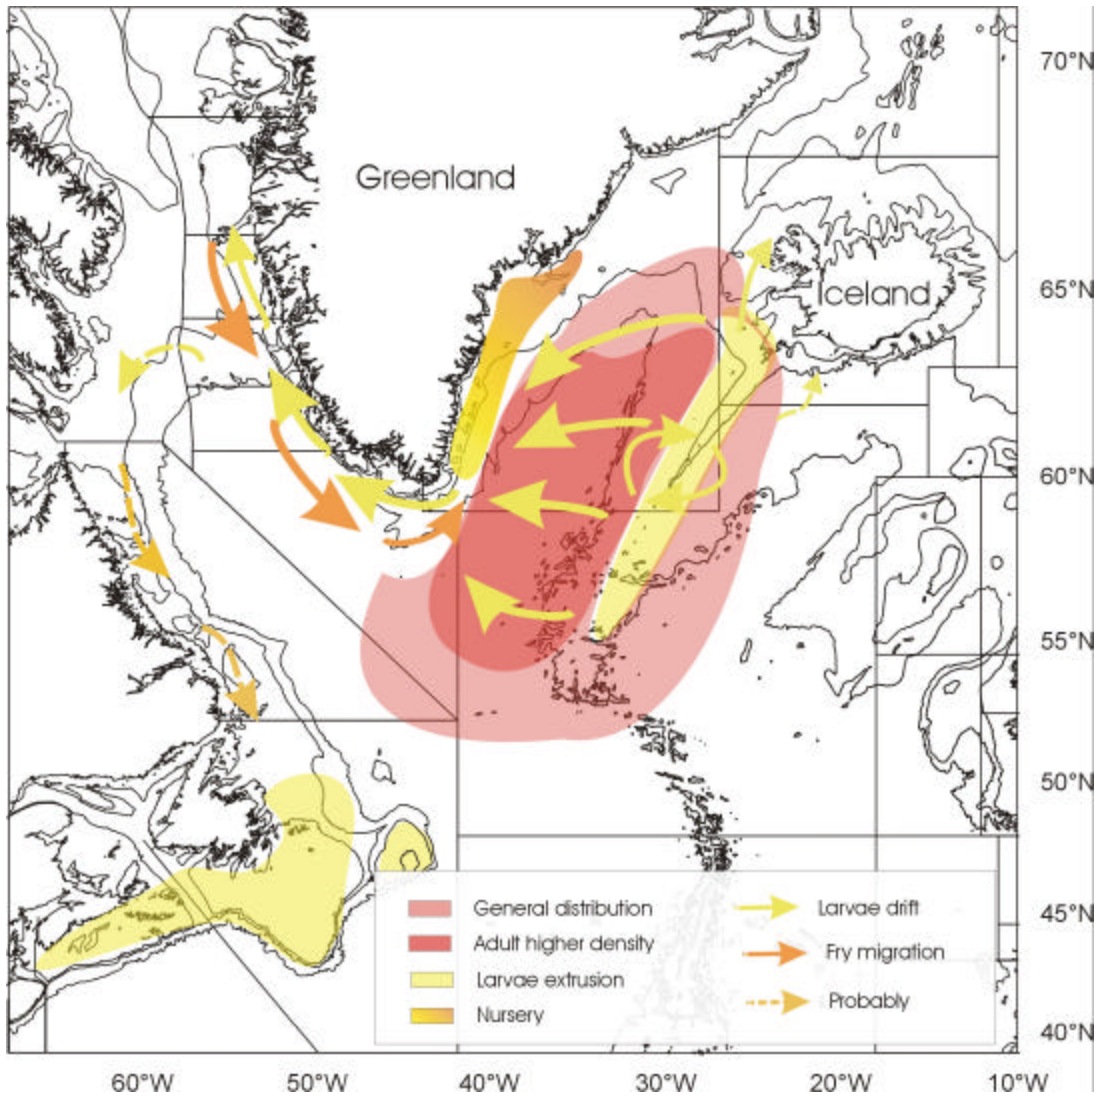 70°N
Greenland
Iceland
65°N
60°N
55°N
50°N
General distribution
Adult higher density
Larvae extrusion
Nursery
Larvae drift
Fry migration
Probably
45°N
40°N
60°W 50°W 40°W 30°W 20°W 10°W